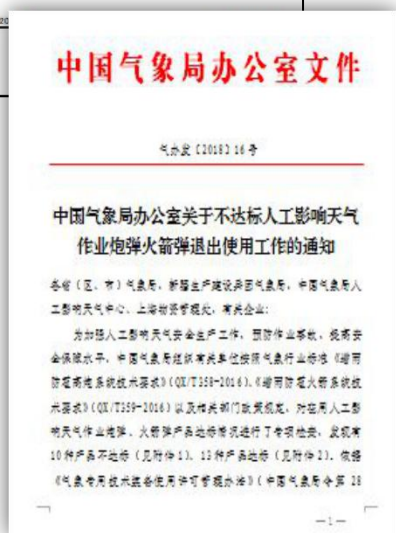 20
中国气象局办公室文件
气办发〔2018〕16号
中国气象局办公室关于不达标人工影响天气
作业炮弹火箭弹退出使用工作的通知
各省（区、市）气象局，新疆生产建设兵团气象局，中国气象局人
工影响天气中心、上海物资管理处，有关企业：
为加强人工影响天气安全生产工作，预防作业事故，提高安
全保障水平，中国气象局组织有关单位按照气象行业标准《增雨
防雹高炮系统技术要求》(QX/T358-2016)、《增雨防雹火箭系统技
术要求》(QX/T359-2016)以及相关部门政策规定，对在用人工影
响天气作业炮弹、火箭弹产品达标情况进行了专项检查，发现有
10种产品不达标（见附件1）、13种产品达标（见附件2）。依据
《气象专用技术装备使用许可管理办法》（中国气象局令第28
—1—